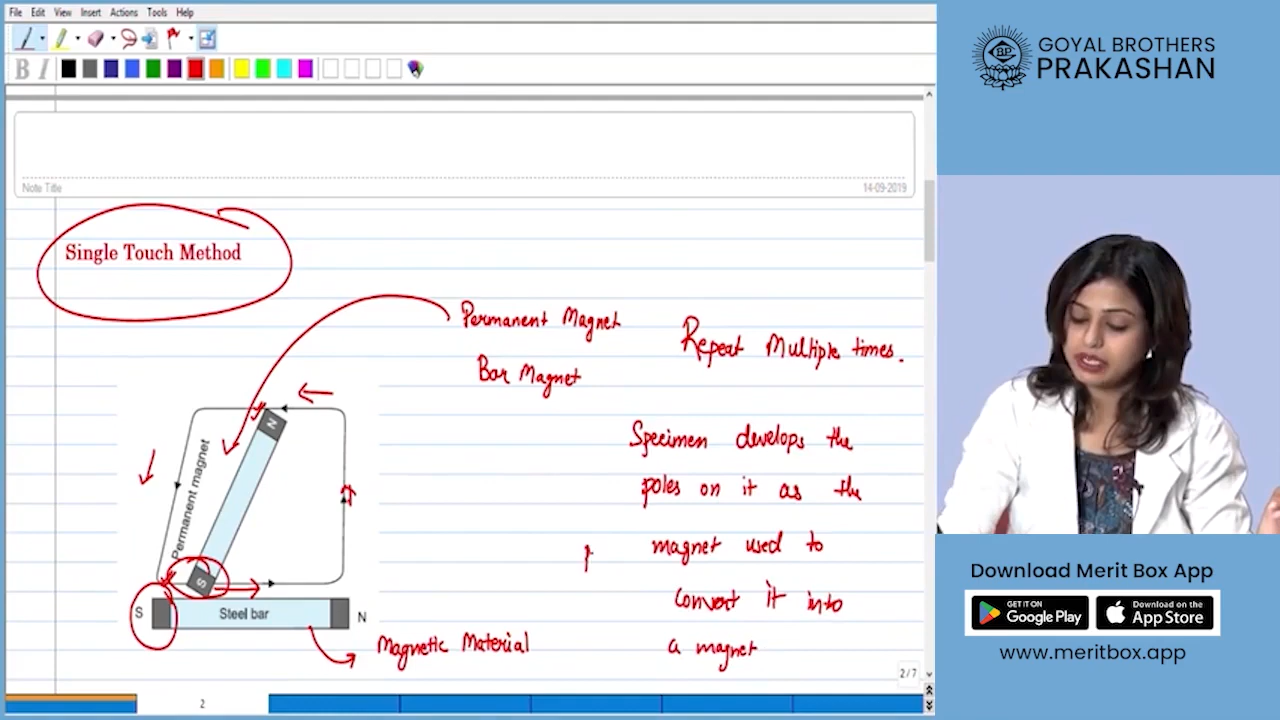 File Edit View Insert Actions Tools Help
B I
Note Title
14-09-2019
Single Touch Method
Permanent Magnet
Bar Magnet
Repeat Multiple times.
N
Permanent magnet
S
S
Steel bar
N
Magnetic Material
Specimen develops the
poles on it as the
magnet used to
convert it into
a magnet
2/7
2
GOYAL BROTHERS
PRAKASHAN
Download Merit Box App
GET IT ON
Google Play
Download on the
App Store
www.meritbox.app